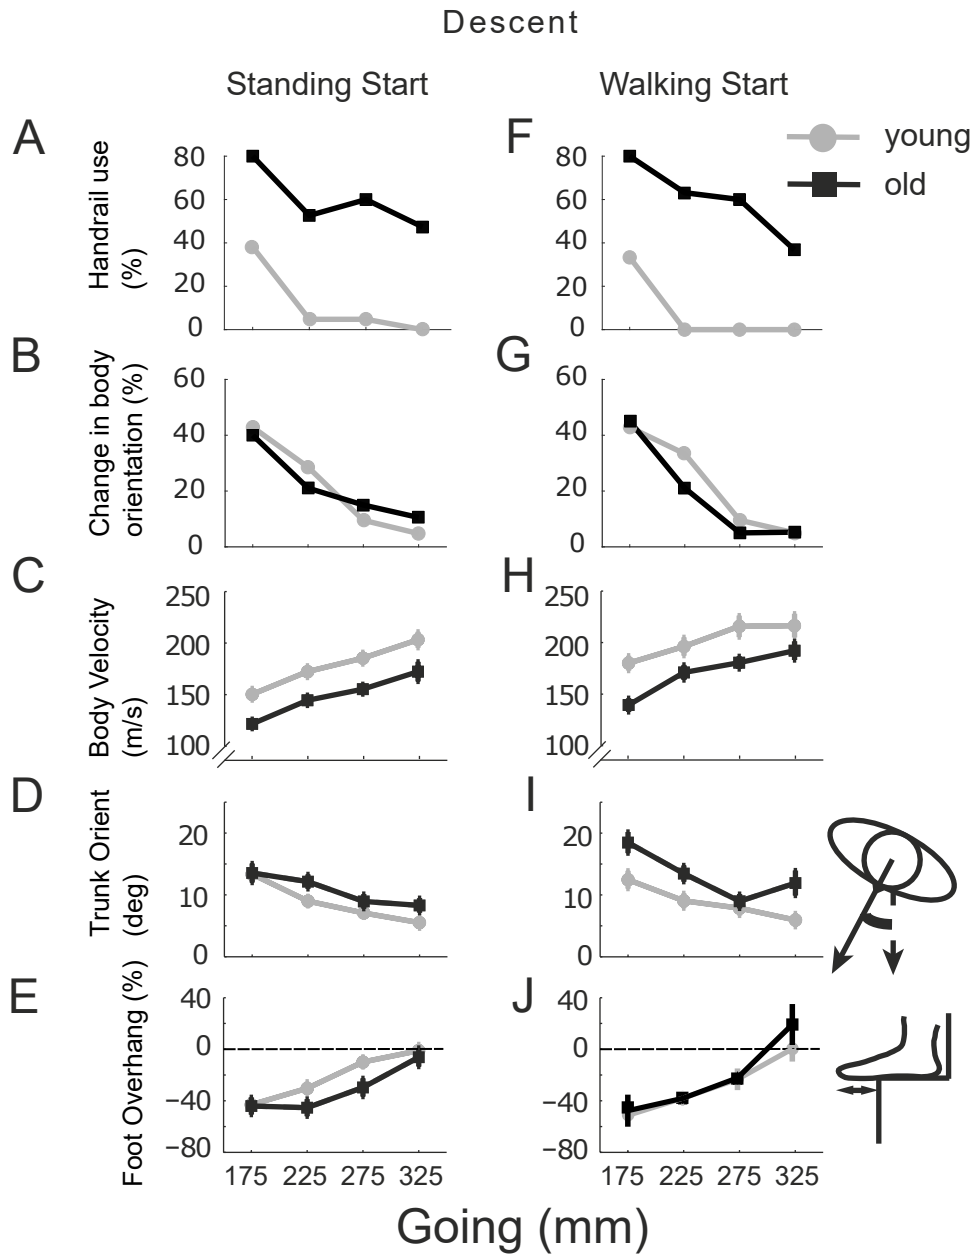 Descent
Standing Start
Walking Start
young
old
A
Handrail use
(%)
80
60
40
20
0
F
80
60
40
20
0
B
Change in body
orientation (%)
60
40
20
0
G
60
40
20
0
C
Body Velocity
(m/s)
250
200
150
100
H
250
200
150
100
D
Trunk Orient
(deg)
20
10
0
I
20
10
0
E
Foot Overhang (%)
40
0
−40
−80
J
40
0
−40
−80
175 225 275 325
175 225 275 325
Going (mm)